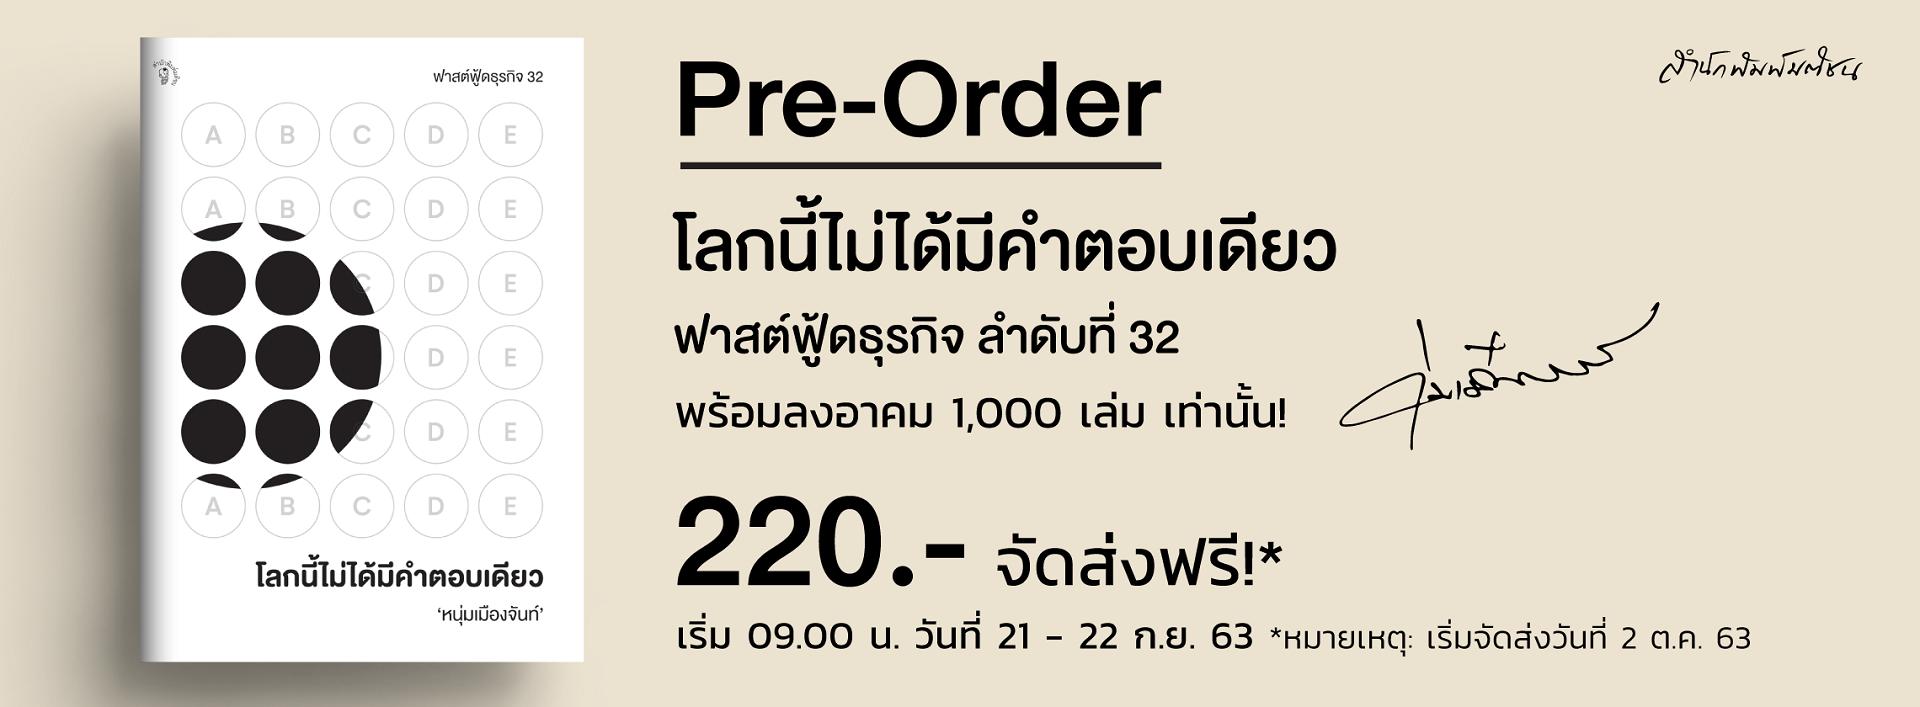 ฟาสต์ฟู้ดธุรกิจ 32
A B C D E
A B C D E
C D E
D E
C D E
A B C D E
โลกนี้ไม่ได้มีคำตอบเดียว
‘หนุ่มเมืองจันท์’
สำนักพิมพ์มติชน
Pre-Order
โลกนี้ไม่ได้มีคำตอบเดียว
ฟาสต์ฟู้ดธุรกิจ ลำดับที่ 32
พร้อมลงอาคม 1,000 เล่ม เท่านั้น!
220.- จัดส่งฟรี!*
เริ่ม 09.00 น. วันที่ 21 - 22 ก.ย. 63 *หมายเหตุ: เริ่มจัดส่งวันที่ 2 ต.ค. 63